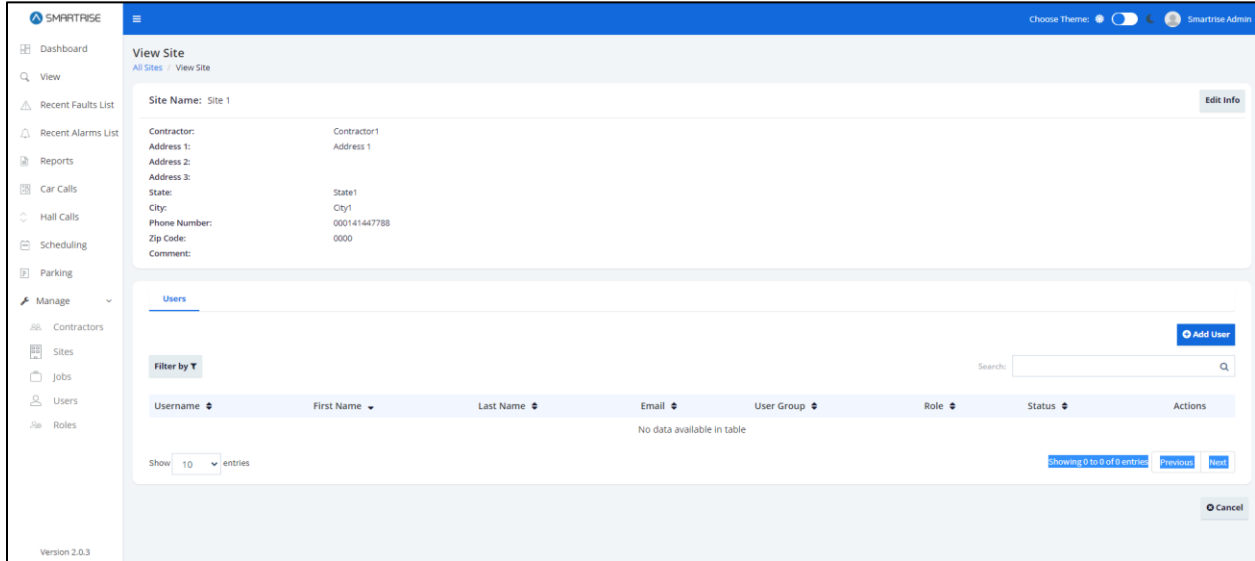 SMARTRISE
Choose Theme:
Smartrise Admin
Dashboard
View
Recent Faults List
Recent Alarms List
Reports
Car Calls
Hall Calls
Scheduling
Parking
Manage
Contractors
Sites
Jobs
Users
Roles
Version 2.0.3
View Site
All Sites / View Site
Site Name: Site 1
Edit Info
Contractor: Contractor1
Address 1: Address 1
Address 2:
Address 3:
State: State1
City: City1
Phone Number: 000141447788
Zip Code: 0000
Comment:
Users
Add User
Filter by
Search:
Username First Name Last Name Email User Group Role Status Actions
No data available in table
Show 10 entries
Showing 0 to 0 of 0 entries Previous Next
Cancel